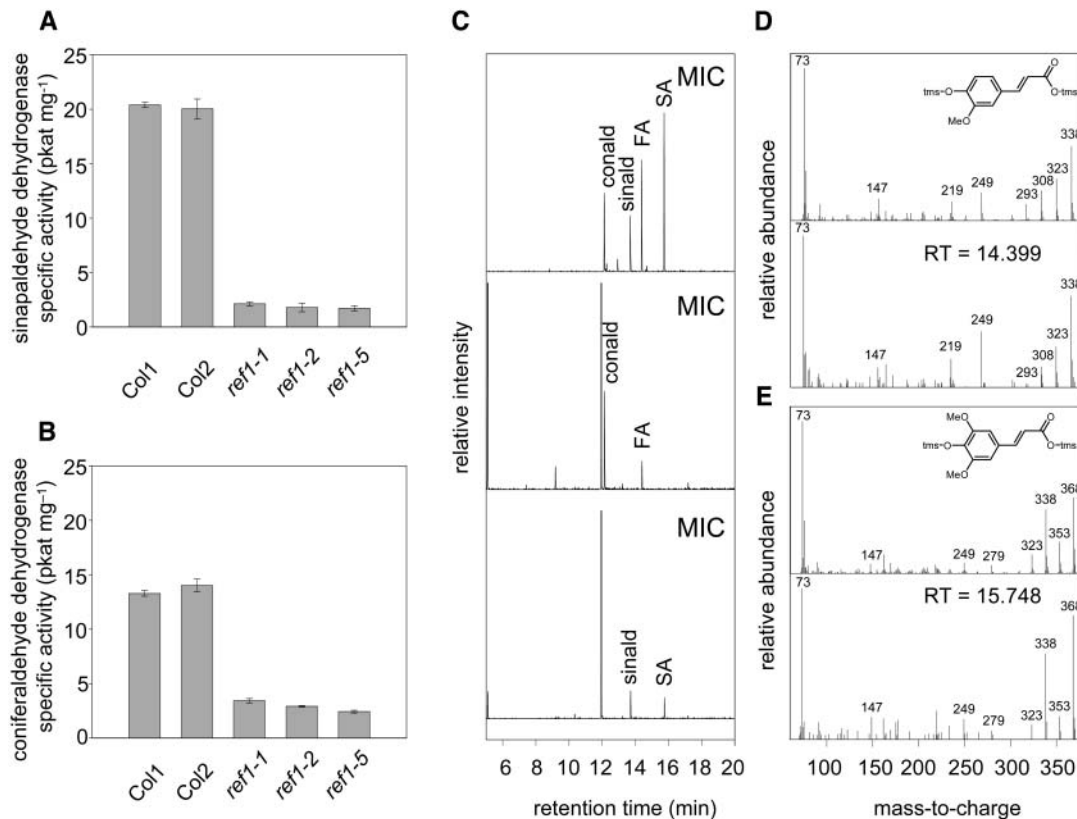 A
sinapaldehyde dehydrogenase
specific activity (pkat mg⁻¹)
25
20
15
10
5
0
Col1
Col2
ref1-1
ref1-2
ref1-5
B
coniferaldehyde dehydrogenase
specific activity (pkat mg⁻¹)
25
20
15
10
5
0
Col1
Col2
ref1-1
ref1-2
ref1-5
C
relative intensity
MIC
conald
sinald
FA
SA
MIC
conald
FA
MIC
sinald
SA
6 8 10 12 14 16 18 20
retention time (min)
D
relative abundance
73
tms-O
MeO
O
O-tms
147
219
249
293
308
323
338
73
RT = 14.399
147
219
249
293
308
323
338
E
relative abundance
73
MeO
tms-O
MeO
O
O-tms
147
249
279
323
338
353
368
73
RT = 15.748
147
249
279
323
338
353
368
100 150 200 250 300 350
mass-to-charge